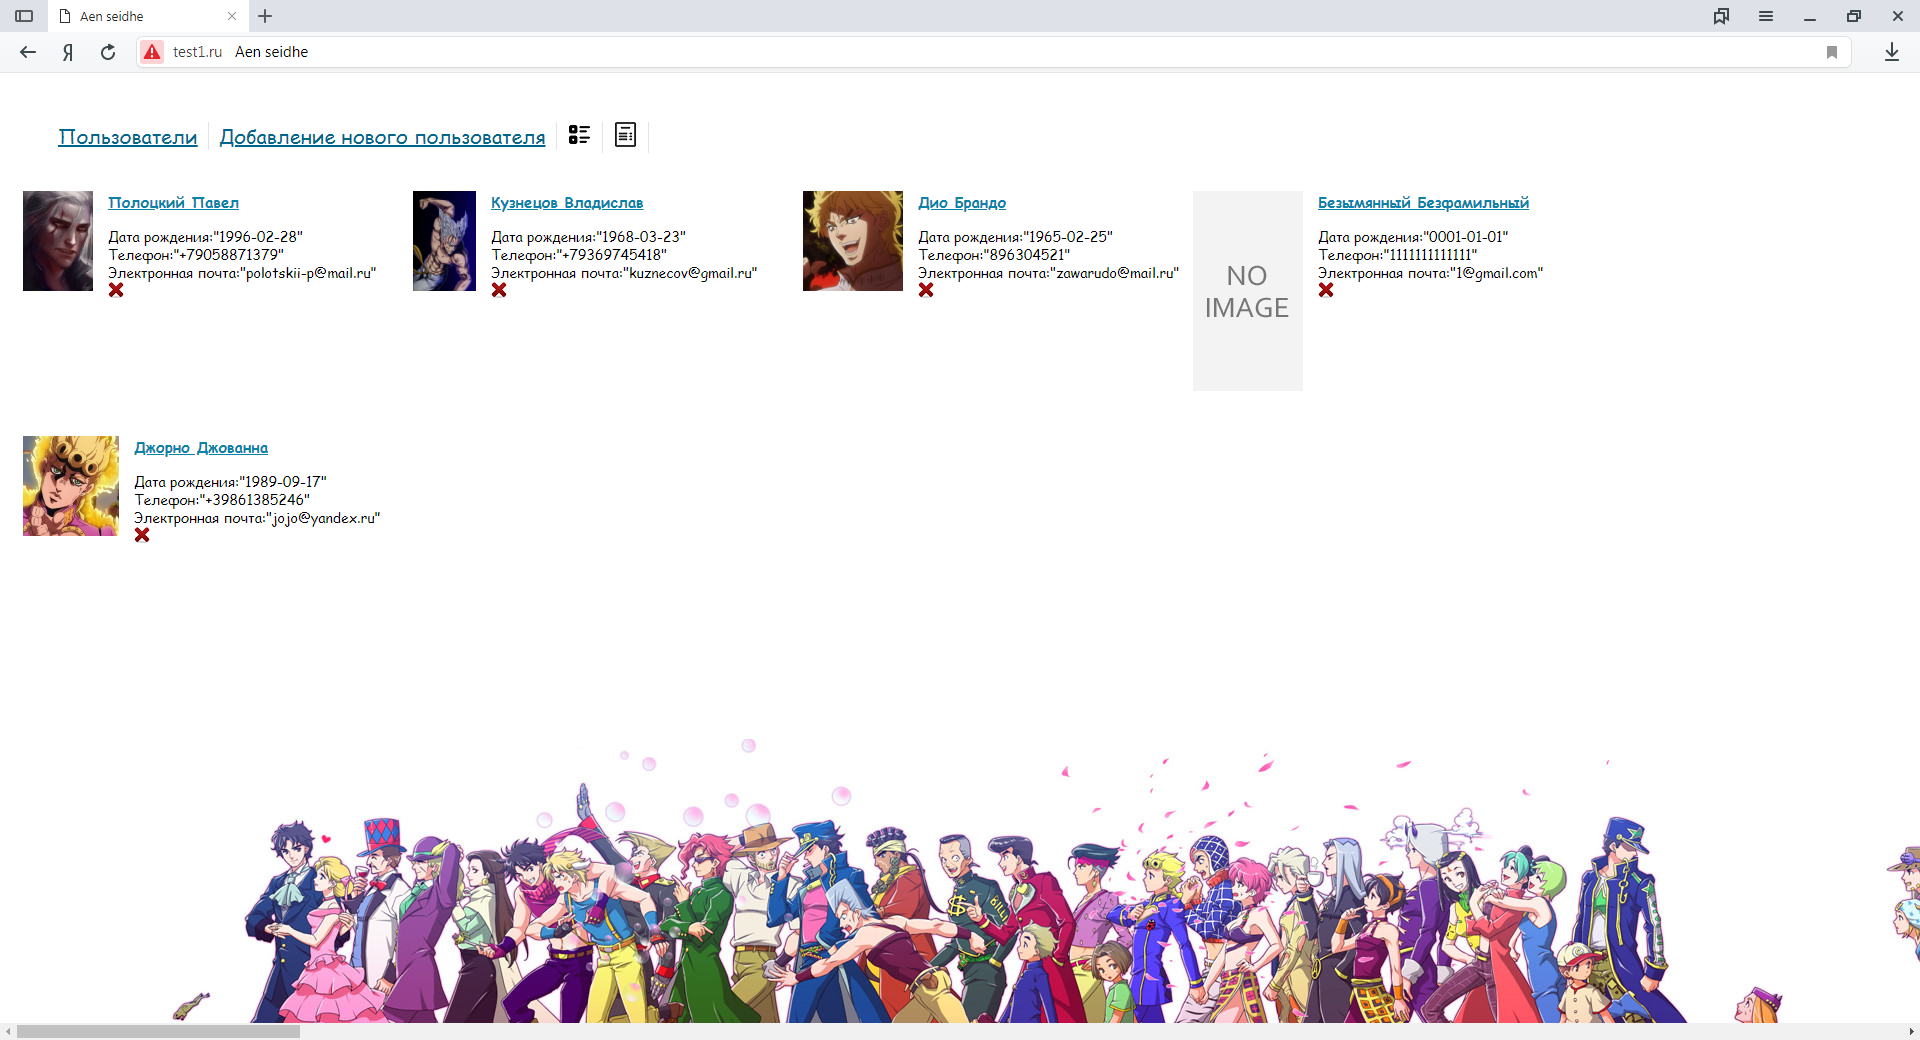 Aen seidhe
Я test1.ru Aen seidhe
Пользователи Добавление нового пользователя
Полоцкий Павел
Дата рождения:"1996-02-28"
Телефон:"+79058871379"
Электронная почта:"polotskii-p@mail.ru"
Кузнецов Владислав
Дата рождения:"1968-03-23"
Телефон:"+79369745418"
Электронная почта:"kuznecov@gmail.ru"
Дио Брандо
Дата рождения:"1965-02-25"
Телефон:"896304521"
Электронная почта:"zawarudo@mail.ru"
NO
IMAGE
Безымянный Безфамильный
Дата рождения:"0001-01-01"
Телефон:"1111111111111"
Электронная почта:"1@gmail.com"
Джорно Джованна
Дата рождения:"1989-09-17"
Телефон:"+39861385246"
Электронная почта:"jojo@yandex.ru"
$ BILLY